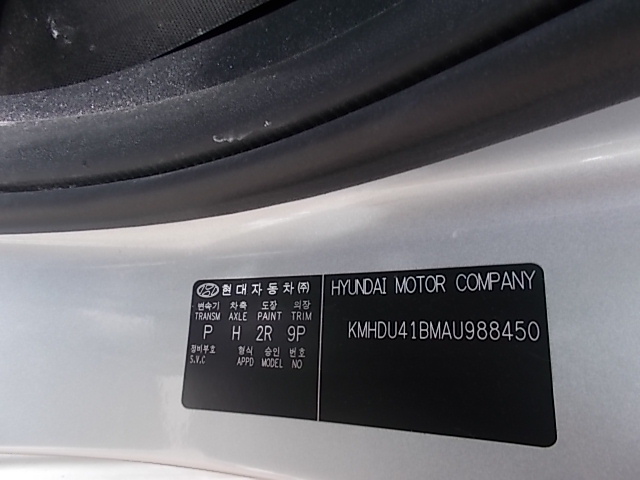 현대자동차㈜
변속기 차축 도장 의장
TRANSM AXLE PAINT TRIM
P H 2R 9P
정비부호 형식 승인 번호
S.V.C APPD MODEL NO
HYUNDAI MOTOR COMPANY
KMHDU41BMAU988450